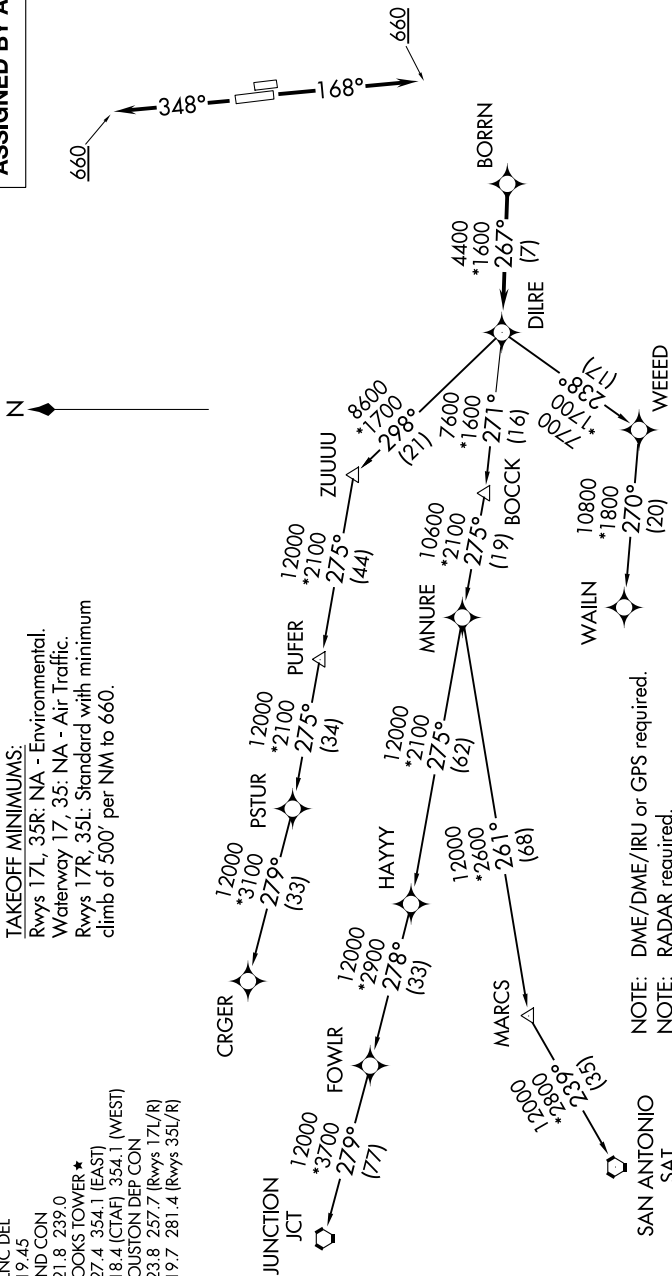 ASSIGNED BY A
348°
168°
660
660
N
TAKEOFF MINIMUMS:
Rwys 17L, 35R: NA - Environmental.
Waterway 17, 35: NA - Air Traffic.
Rwys 17R, 35L: Standard with minimum
climb of 500' per NM to 660.
19.45
21.8 239.0
OOKS TOWER★
27.4 354.1 (EAST)
18.4 (CTAF) 354.1 (WEST)
OUSTON DEP CON
23.8 257.7 (Rwys 17L/R)
19.7 281.4 (Rwys 35L/R)
BORRN
4400
*1600
267°
(7)
DILRE
8600
*1700
298°
(21)
ZUUUU
12000
*2100
275°
(44)
PUFER
12000
*2100
275°
(34)
PSTUR
12000
*3100
279°
(33)
CRGER
7600
*1600
271°
(16)
BOCCK
10600
*2100
275°
(19)
MNURE
12000
*2100
275°
(62)
HAYYY
12000
*2900
278°
(33)
FOWLR
12000
*3700
279°
(77)
JUNCTION
JCT
12000
*2600
261°
(68)
MARCS
12000
*2800
239°
(35)
SAN ANTONIO
SAT
7700
*1700
238°
(17)
WEEED
10800
*1800
270°
(20)
WAILN
NOTE: DME/DME/IRU or GPS required.
NOTE: RADAR required.